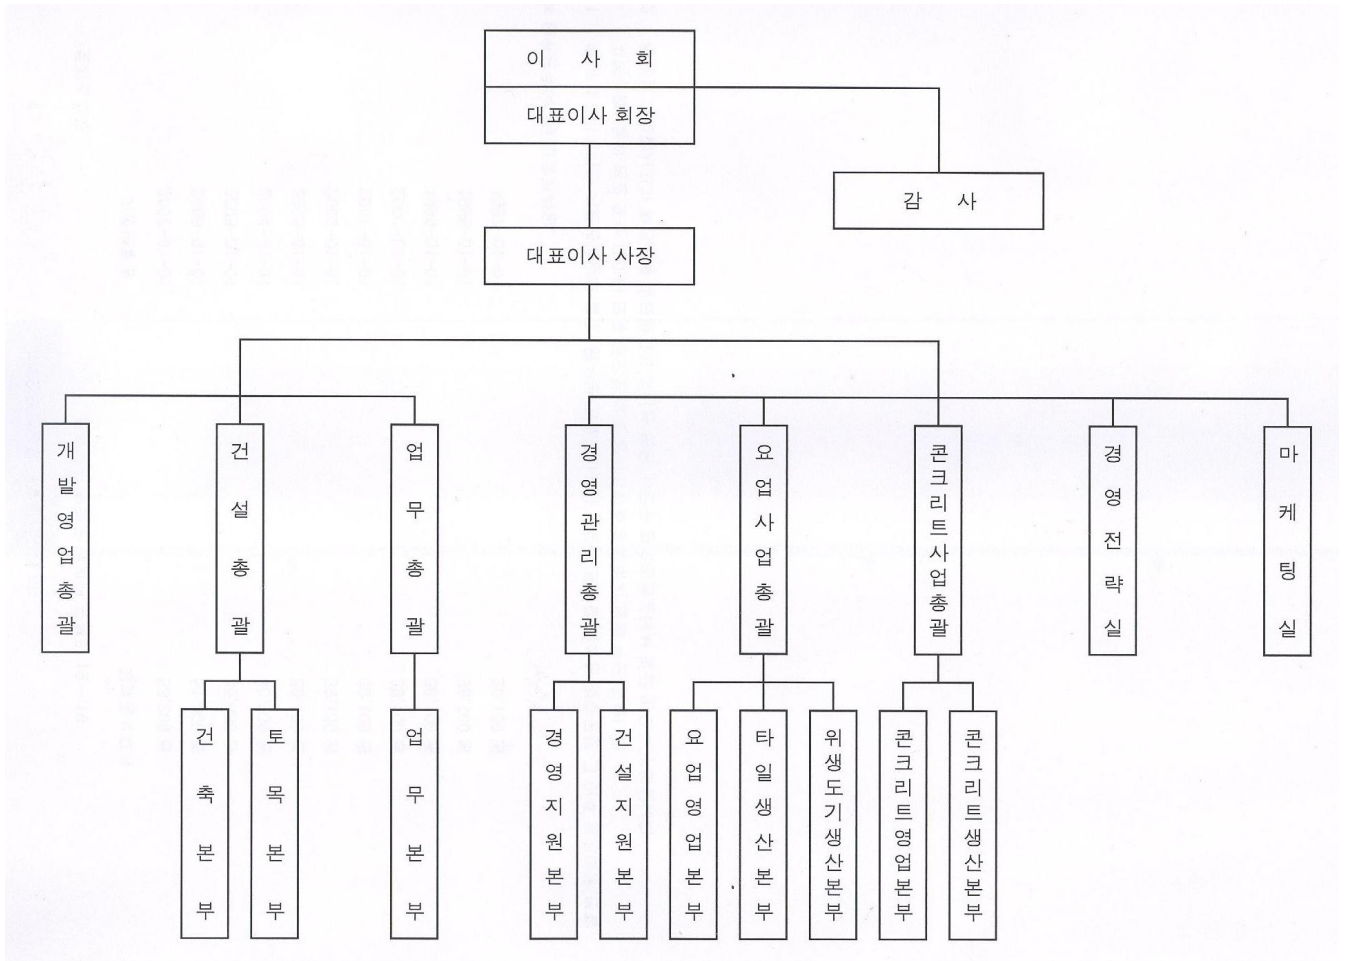 이 사 회
대표이사 회장
감 사
대표이사 사장
개발영업총괄
건설총괄
업무총괄
경영관리총괄
요업사업총괄
콘크리트사업총괄
경영전략실
마케팅실
건축본부
토목본부
업무본부
경영지원본부
건설지원본부
요업영업본부
타일생산본부
위생도기생산본부
콘크리트영업본부
콘크리트생산본부